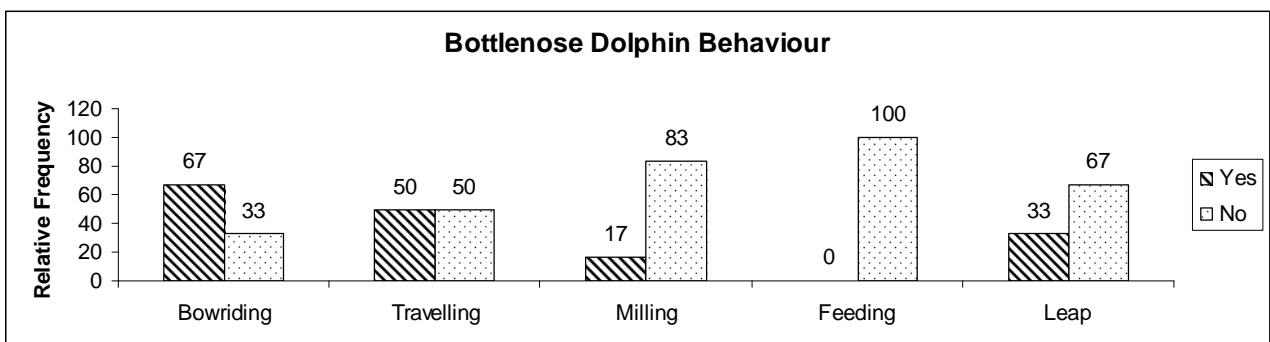 Bottlenose Dolphin Behaviour
Relative Frequency
120
100
80
60
40
20
0
67
33
50
50
17
83
0
100
33
67
Bowriding
Travelling
Milling
Feeding
Leap
Yes
No